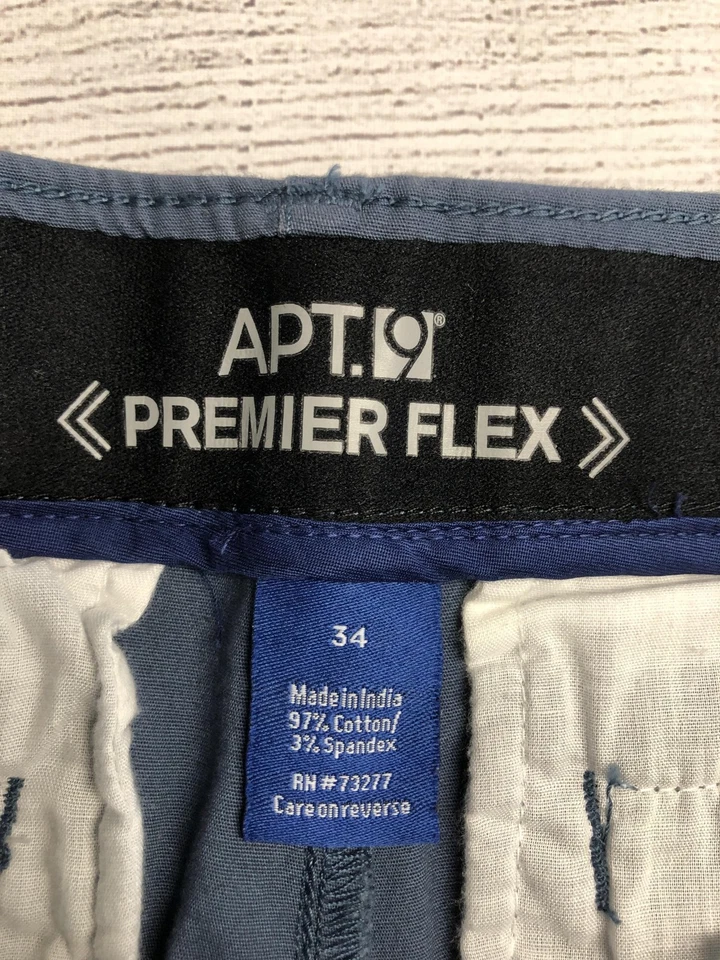 APT.9®
« PREMIER FLEX »
34
Made in India
97% Cotton/
3% Spandex
RN#73277
Care on reverse